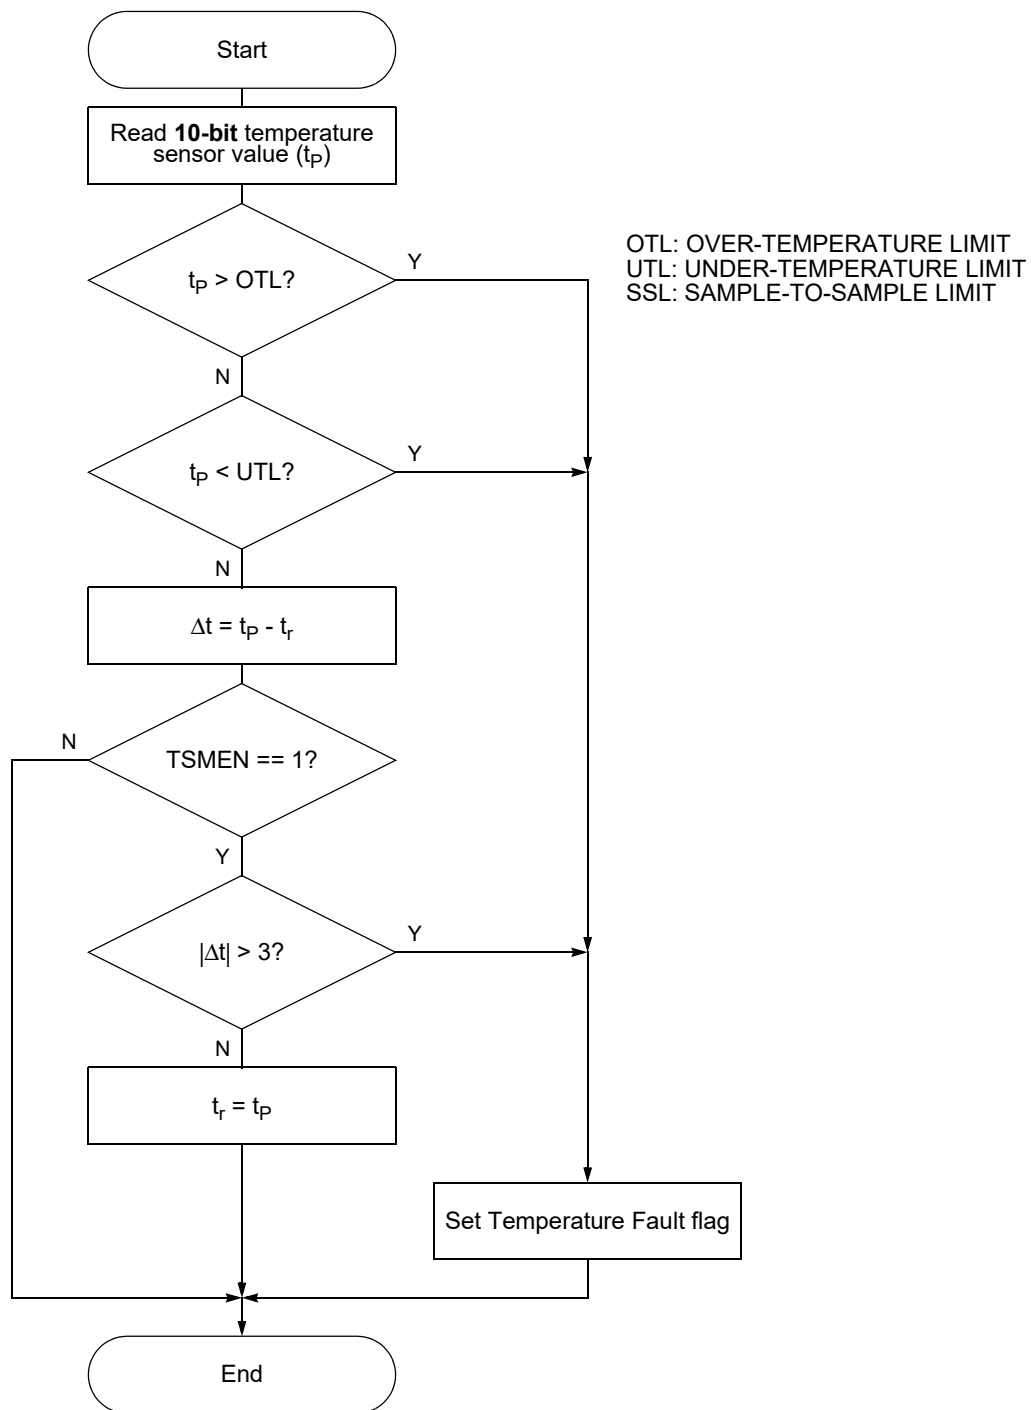 Start
Read 10-bit temperature
sensor value (tP)
tP > OTL?
Y
OTL: OVER-TEMPERATURE LIMIT
UTL: UNDER-TEMPERATURE LIMIT
SSL: SAMPLE-TO-SAMPLE LIMIT
N
tP < UTL?
Y
N
Δt = tP - tr
N
TSMEN == 1?
Y
|Δt| > 3?
Y
N
tr = tP
Set Temperature Fault flag
End